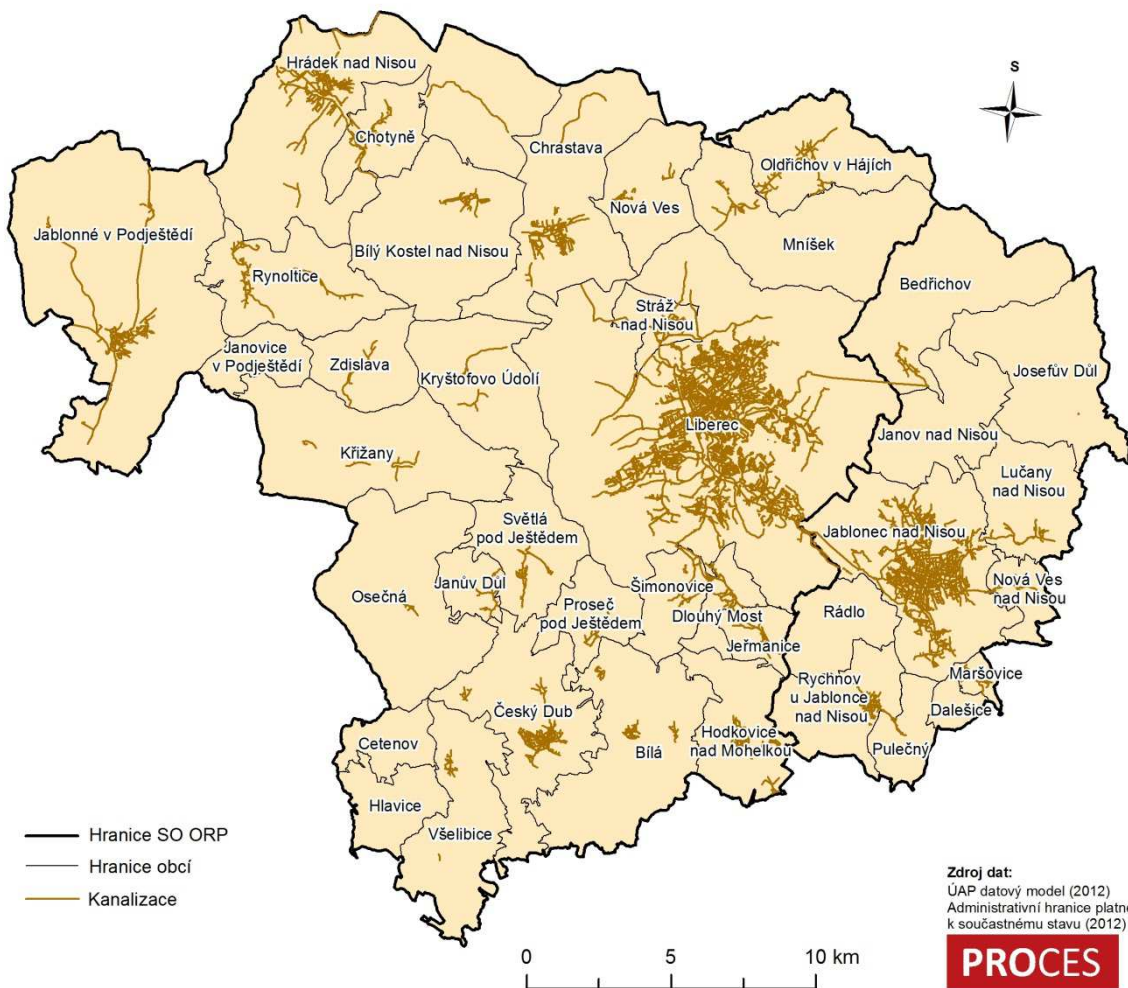 Hrádek nad Nisou
S
Chotyně
Chrastava
Oldřichov v Hájích
Nová Ves
Jablonné v Podještědí
Bílý Kostel nad Nisou
Mníšek
Rynoltice
Bedřichov
Stráž
nad Nisou
Janovice
v Podještědí
Zdislava
Kryštofovo Údolí
Josefův Důl
Liberec
Janov nad Nisou
Křižany
Lučany
nad Nisou
Světlá
pod Ještědem
Jablonec nad Nisou
Osečná
Janův Důl
Šimonovice
Nová Ves
nad Nisou
Proseč
pod Ještědem
Dlouhý Most
Rádlo
Jeřmanice
Maršovice
Rychnov
u Jablonce
nad Nisou
Dalešice
Český Dub
Hodkovice
nad Mohelkou
Cetenov
Bílá
Pulečný
Hlavice
Všelibice
Hranice SO ORP
Hranice obcí
Kanalizace
Zdroj dat:
ÚAP datový model (2012)
Administrativní hranice platné
k součastnému stavu (2012)
0 5 10 km
PROCES